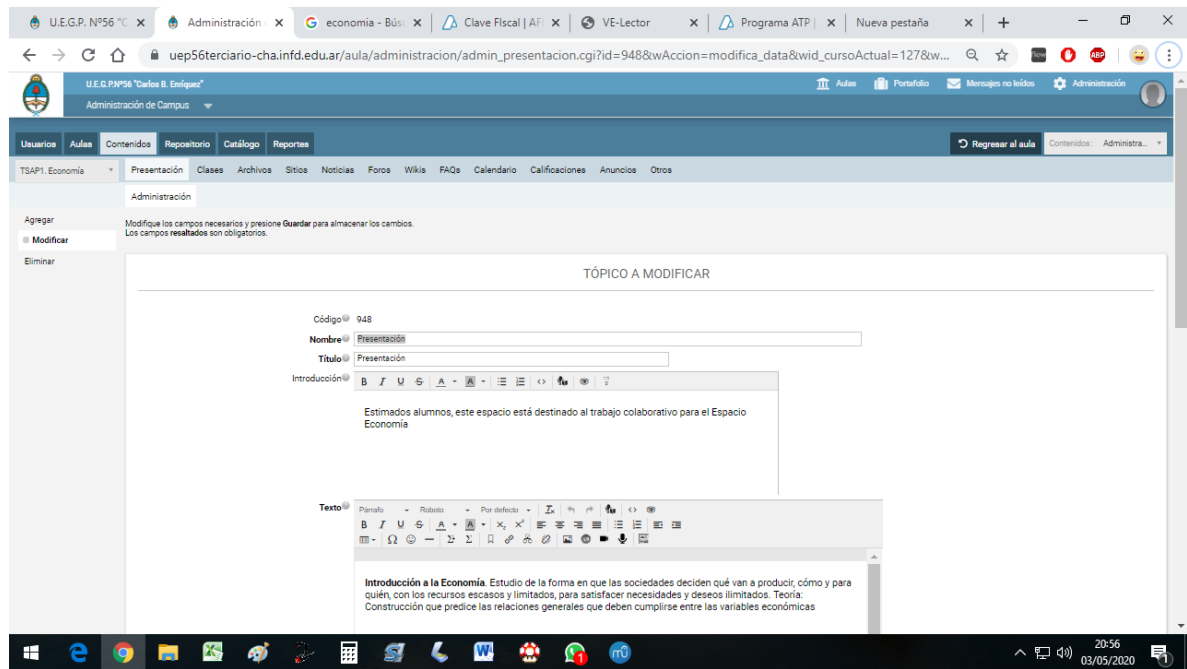 U.E.G.P. Nº56 "C
Administración
economia - Bús
Clave FIscal | AF
VE-Lector
Programa ATP |
Nueva pestaña
uep56terciario-cha.infd.edu.ar/aula/administracion/admin_presentacion.cgi?id=948&wAccion=modifica_data&wid_cursoActual=127&w...
ABP
U.E.G.P.Nº56 "Carlos B. Enríquez"
Aulas Portafolio Mensajes no leídos Administración
Administración de Campus
Usuarios Aulas Contenidos Repositorio Catálogo Reportes
Regresar al aula
Contenidos: Administra...
TSAP1. Economía
Presentación Clases Archivos Sitios Noticias Foros Wikis FAQs Calendario Calificaciones Anuncios Otros
Administración
Agregar
Modificar
Eliminar
Modifique los campos necesarios y presione Guardar para almacenar los cambios.
Los campos resaltados son obligatorios.
TÓPICO A MODIFICAR
Código 948
Nombre Presentación
Título Presentación
Introducción
B I U S A A
Estimados alumnos, este espacio está destinado al trabajo colaborativo para el Espacio
Economía
Texto
Párrafo Roboto Por defecto
B I U S A A
Introducción a la Economía. Estudio de la forma en que las sociedades deciden qué van a producir, cómo y para
quién, con los recursos escasos y limitados, para satisfacer necesidades y deseos ilimitados. Teoría:
Construcción que predice las relaciones generales que deben cumplirse entre las variables económicas
20:56
03/05/2020